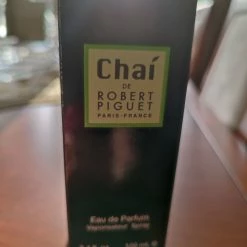 Chaí
DE
ROBERT
PIGUET
PARIS-FRANCE
Eau de Parfum
Vaporisateur Spray